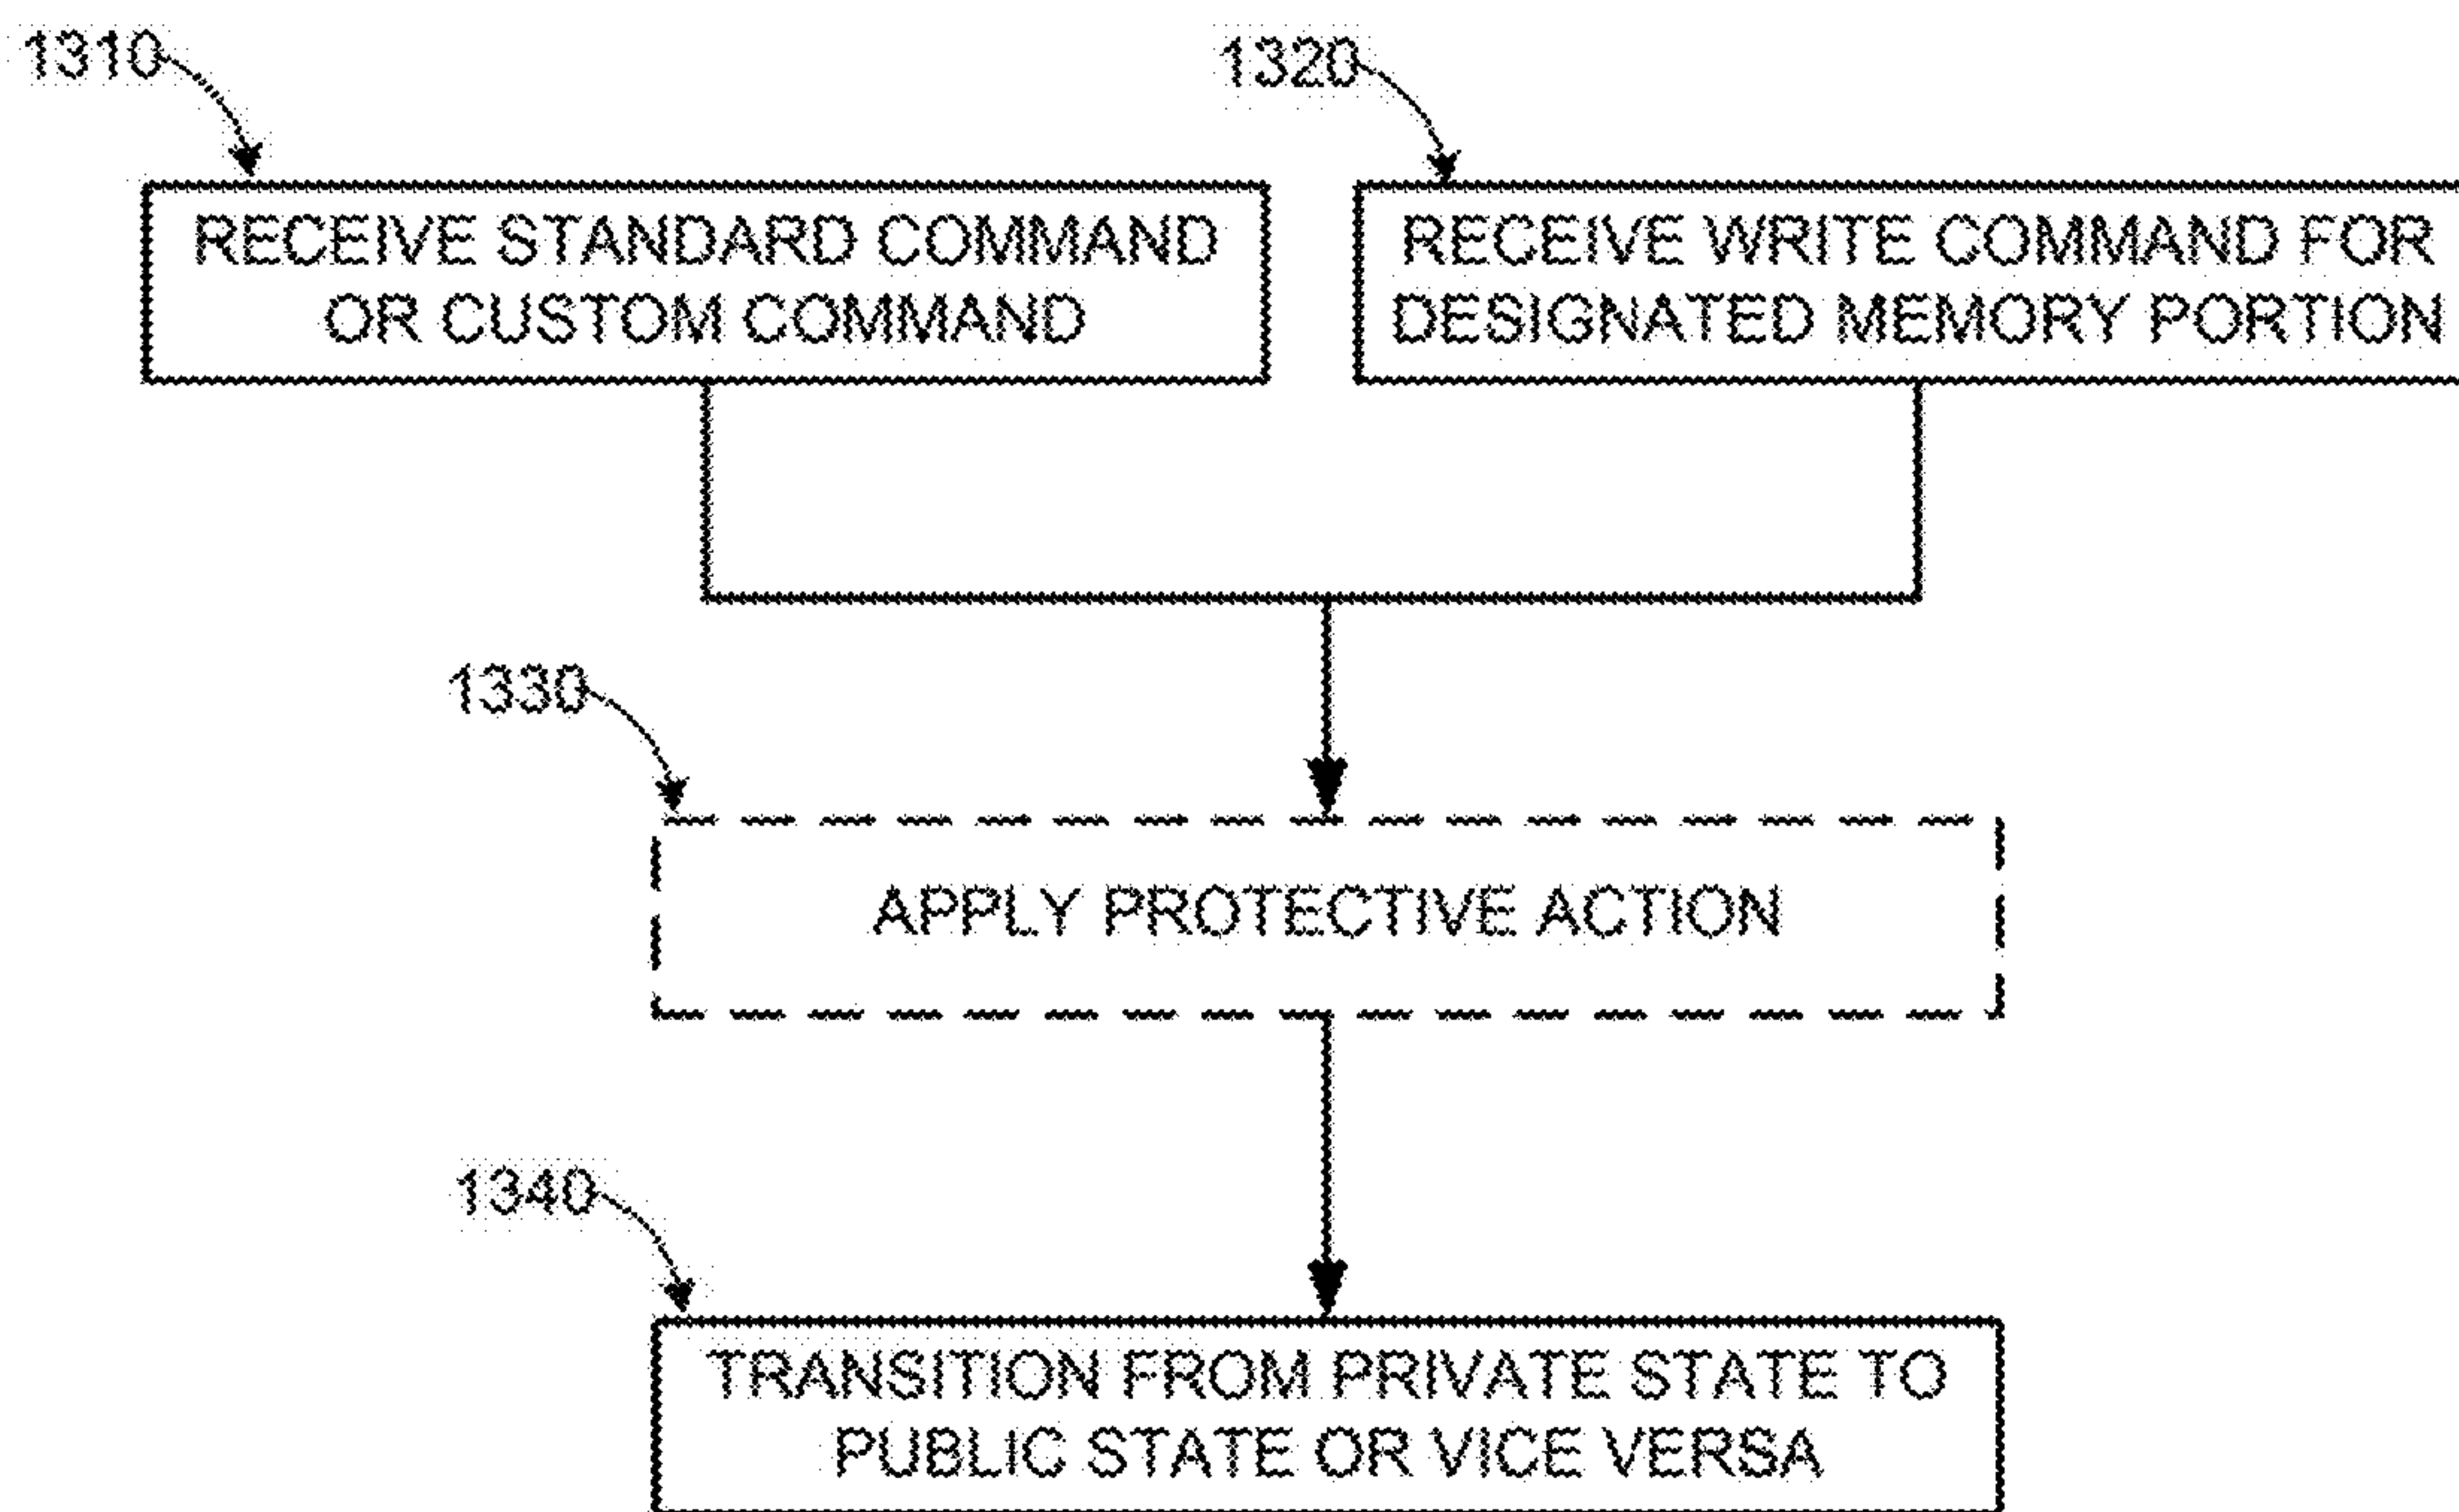 1310
1320
RECEIVE STANDARD COMMAND
OR CUSTOM COMMAND
RECEIVE WRITE COMMAND FOR
DESIGNATED MEMORY PORTION
1330
APPLY PROTECTIVE ACTION
1340
TRANSITION FROM PRIVATE STATE TO
PUBLIC STATE OR VICE VERSA